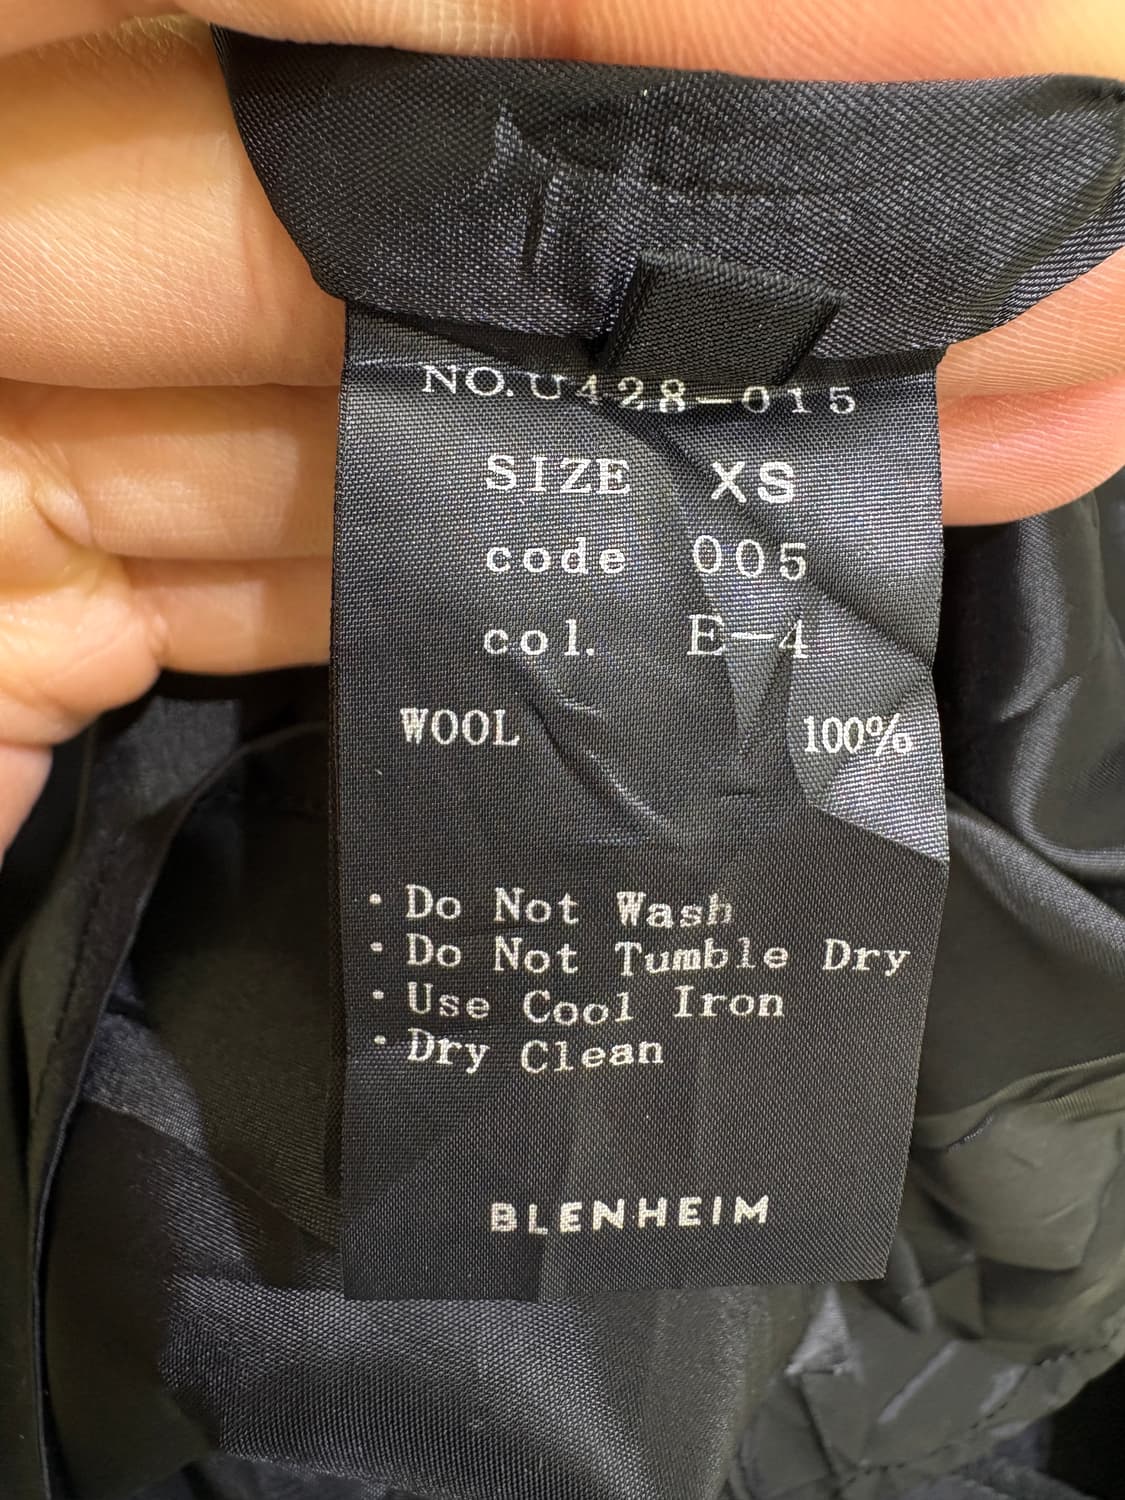 NO.U428-015
SIZE XS
code 005
col. E-4
WOOL 100%
・Do Not Wash
・Do Not Tumble Dry
・Use Cool Iron
・Dry Clean
BLENHEIM